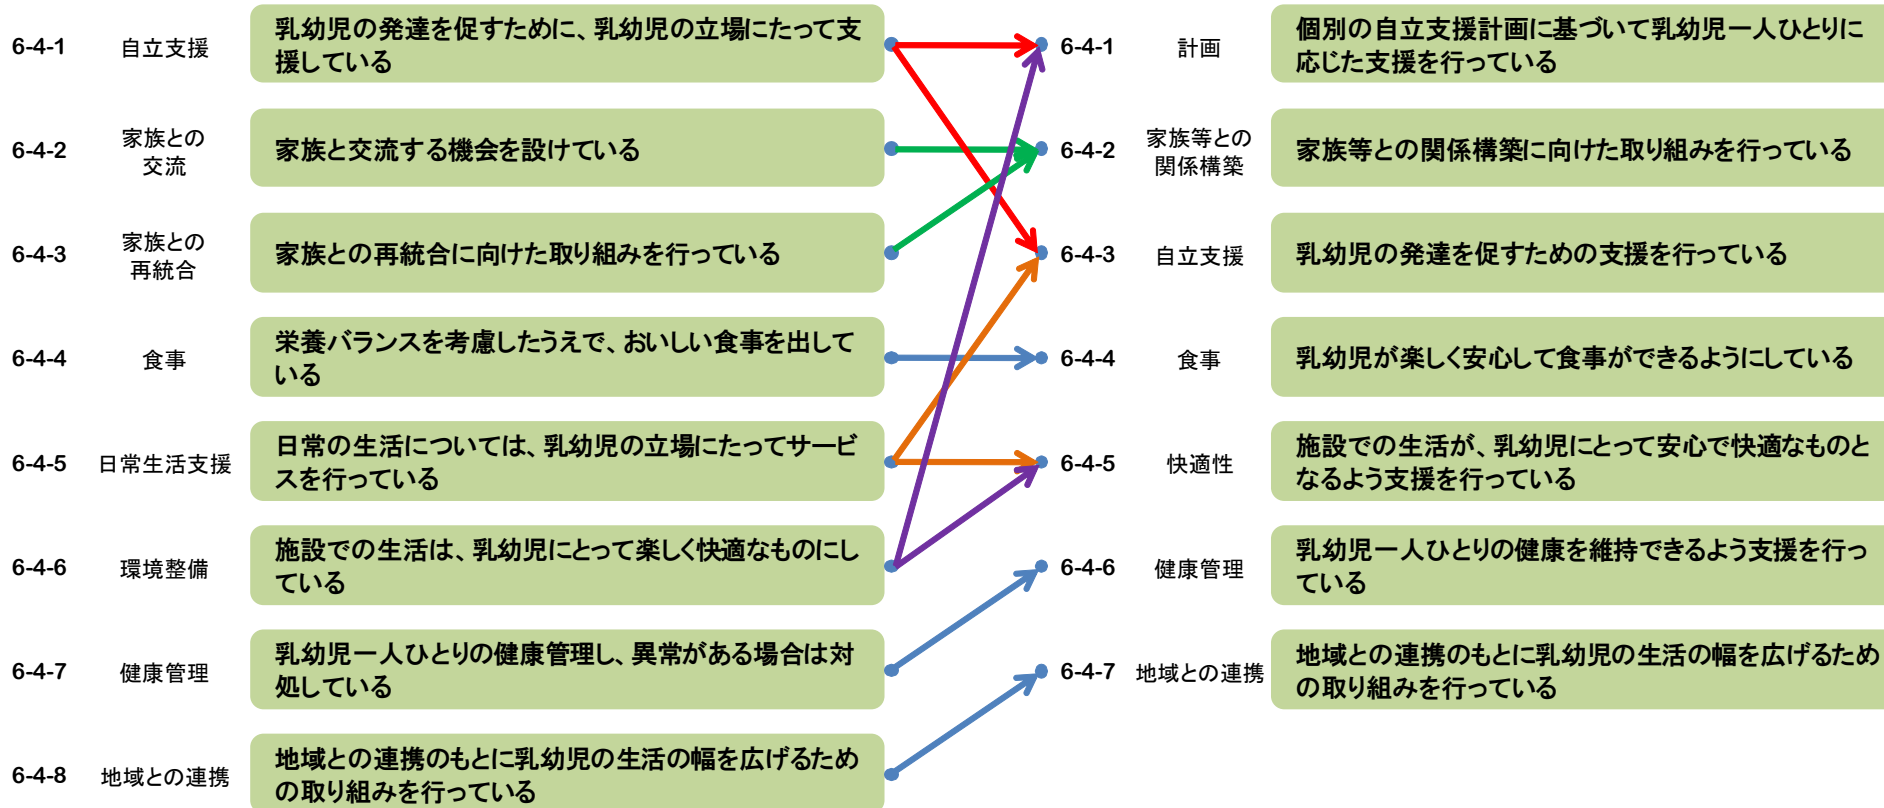 6-4-1
自立支援
乳幼児の発達を促すために、乳幼児の立場にたって支
援している
6-4-1
計画
個別の自立支援計画に基づいて乳幼児一人ひとりに
応じた支援を行っている
6-4-2
家族との
交流
家族と交流する機会を設けている
6-4-2
家族等との
関係構築
家族等との関係構築に向けた取り組みを行っている
6-4-3
家族との
再統合
家族との再統合に向けた取り組みを行っている
6-4-3
自立支援
乳幼児の発達を促すための支援を行っている
6-4-4
食事
栄養バランスを考慮したうえで、おいしい食事を出して
いる
6-4-4
食事
乳幼児が楽しく安心して食事ができるようにしている
6-4-5
日常生活支援
日常の生活については、乳幼児の立場にたってサービ
スを行っている
6-4-5
快適性
施設での生活が、乳幼児にとって安心で快適なものと
なるよう支援を行っている
6-4-6
環境整備
施設での生活は、乳幼児にとって楽しく快適なものにし
ている
6-4-6
健康管理
乳幼児一人ひとりの健康を維持できるよう支援を行っ
ている
6-4-7
健康管理
乳幼児一人ひとりの健康管理し、異常がある場合は対
処している
6-4-7
地域との連携
地域との連携のもとに乳幼児の生活の幅を広げるため
の取り組みを行っている
6-4-8
地域との連携
地域との連携のもとに乳幼児の生活の幅を広げるため
の取り組みを行っている